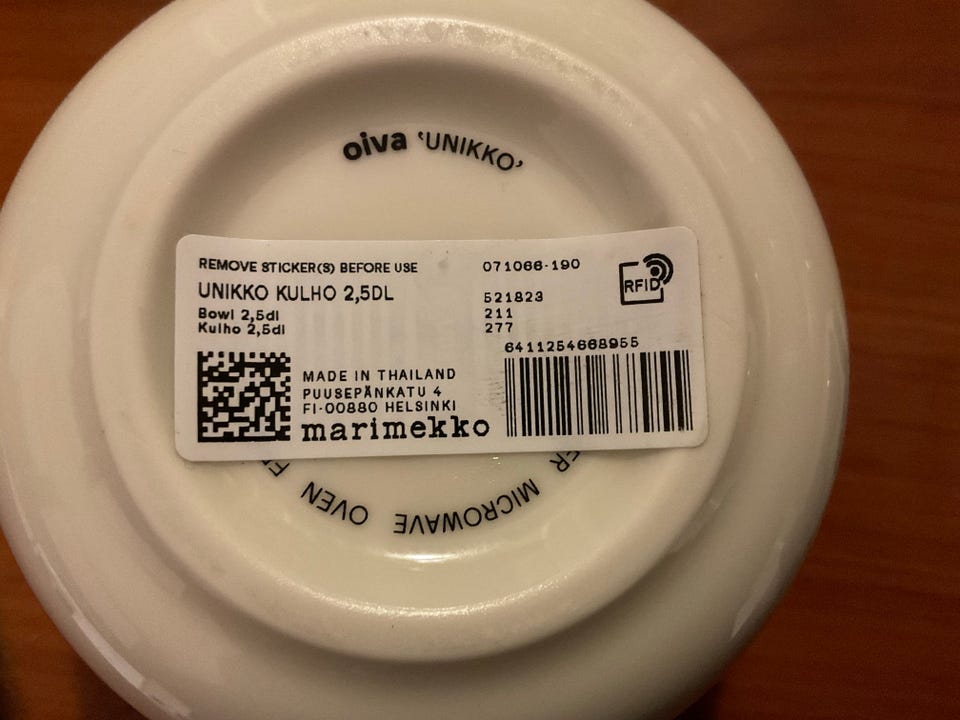 oiva 'UNIKKO'
REMOVE STICKER(S) BEFORE USE
071066-190
UNIKKO KULHO 2,5DL
521823
Bowl 2,5dl
211
Kulho 2,5dl
277
RFID
6411254668955
MADE IN THAILAND
PUUSEPÄNKATU 4
FI-00880 HELSINKI
marimekko
MICROWAVE OVEN